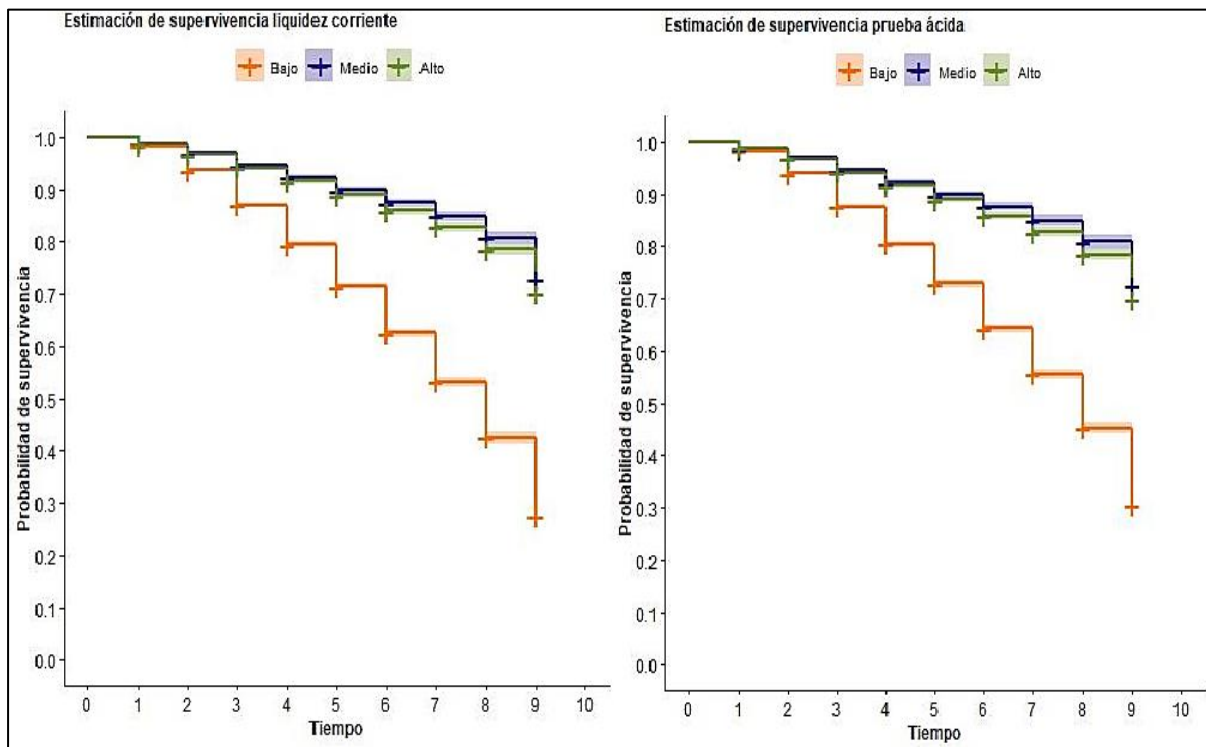 Estimación de supervivencia liquidez corriente
Bajo Medio Alto
Probabilidad de supervivencia
1.0
0.9
0.8
0.7
0.6
0.5
0.4
0.3
0.2
0.1
0.0
0 1 2 3 4 5 6 7 8 9 10
Tiempo
Estimación de supervivencia prueba ácida
Bajo Medio Alto
Probabilidad de supervivencia
1.0
0.9
0.8
0.7
0.6
0.5
0.4
0.3
0.2
0.1
0.0
0 1 2 3 4 5 6 7 8 9 10
Tiempo